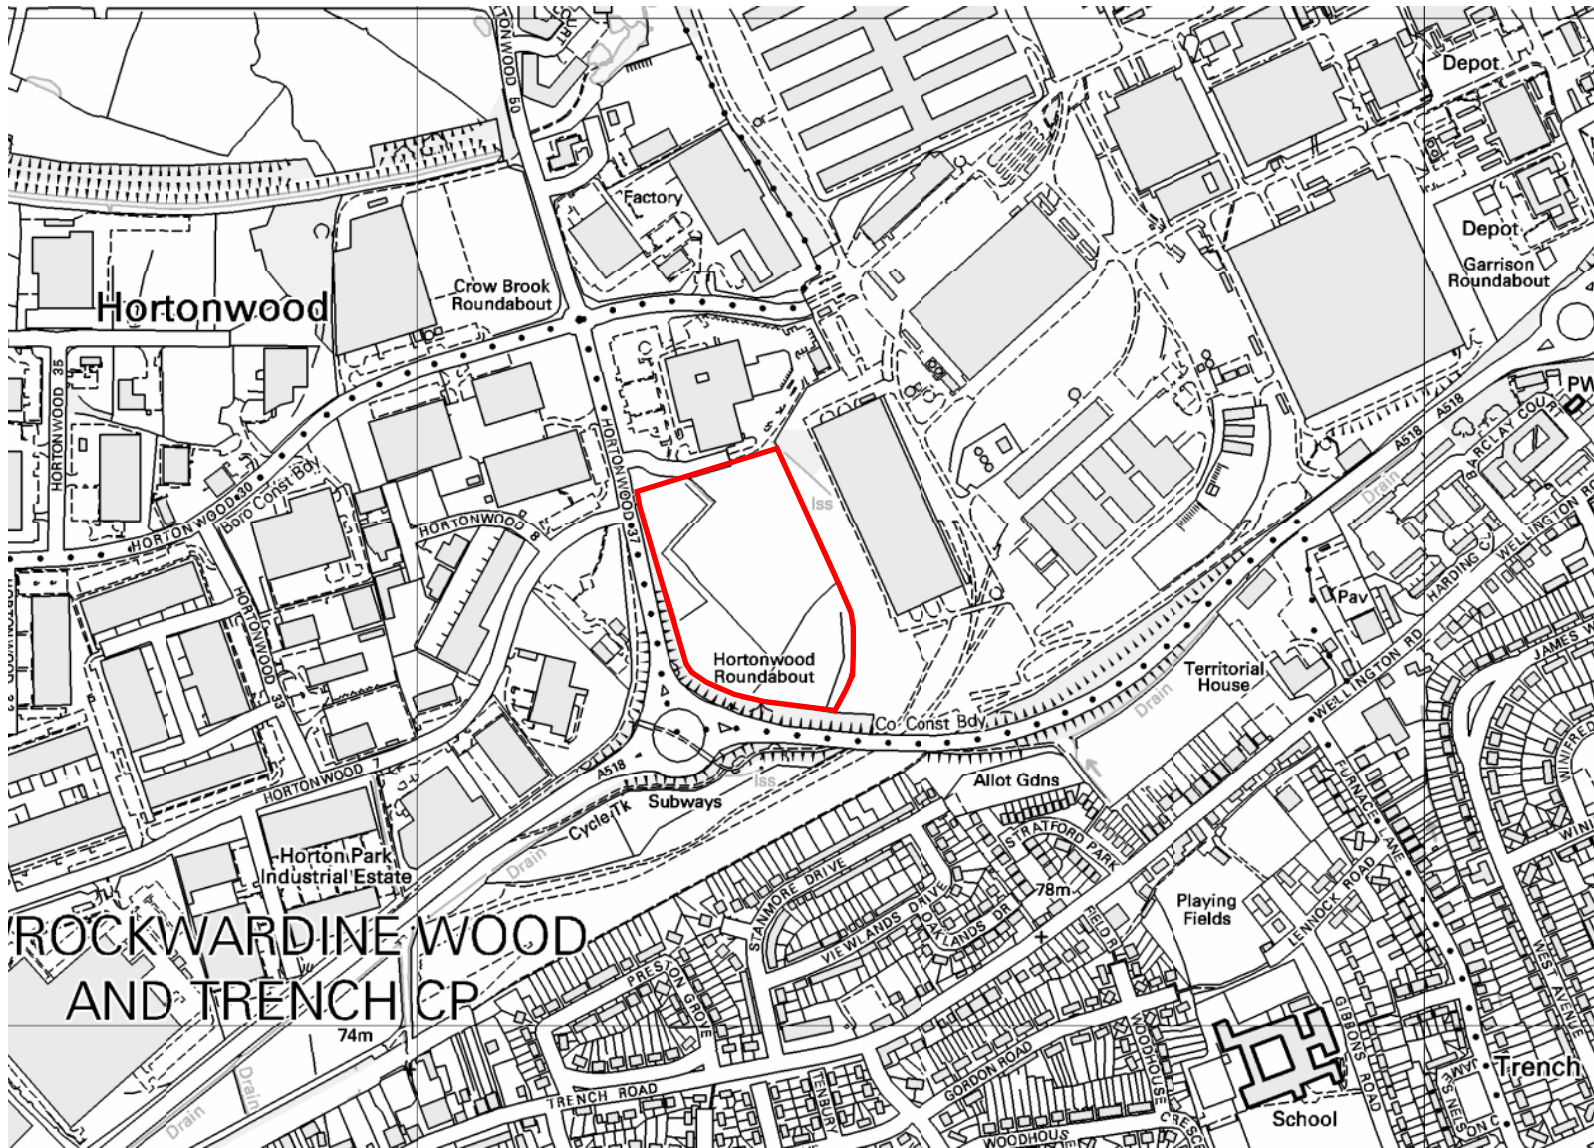 COURT
HORTONWOOD 50
Depot
Factory
Depot
Garrison
Roundabout
Crow Brook
Roundabout
Hortonwood
HORTONWOOD 35
PW
A518
A518
BARCLAY COURT
HORTONWOOD 37
Drain
HORTONWOOD 30
Boro Const Bdy
Iss
HORTONWOOD 8
WELLINGTON RD
HARDING CL
Pav
HORTONWOOD 33
JAMES W
Hortonwood
Roundabout
Territorial
House
WELLINGTON RD
Drain
Co Const Bdy
WINIFRED
A518
HORTONWOOD 7
Iss
Subways
Allot Gdns
FURNACE LANE
Cycle Tk
STRATFORD PARK
Drain
Horton Park
Industrial Estate
STANMORE DRIVE
VIEWLANDS DRIVE
OAKLANDS DR
78m
Playing
Fields
LENNOCK ROAD
FIELD R
ROCKWARDINE WOOD
AND TRENCH CP
PRESTON GROVE
WEST AVENUE
74m
GIBBONS ROAD
WOODHOUSE CRESC
GORDON ROAD
Trench
Drain
TRENCH ROAD
TENBURY
School
Drain
WOODHOUS